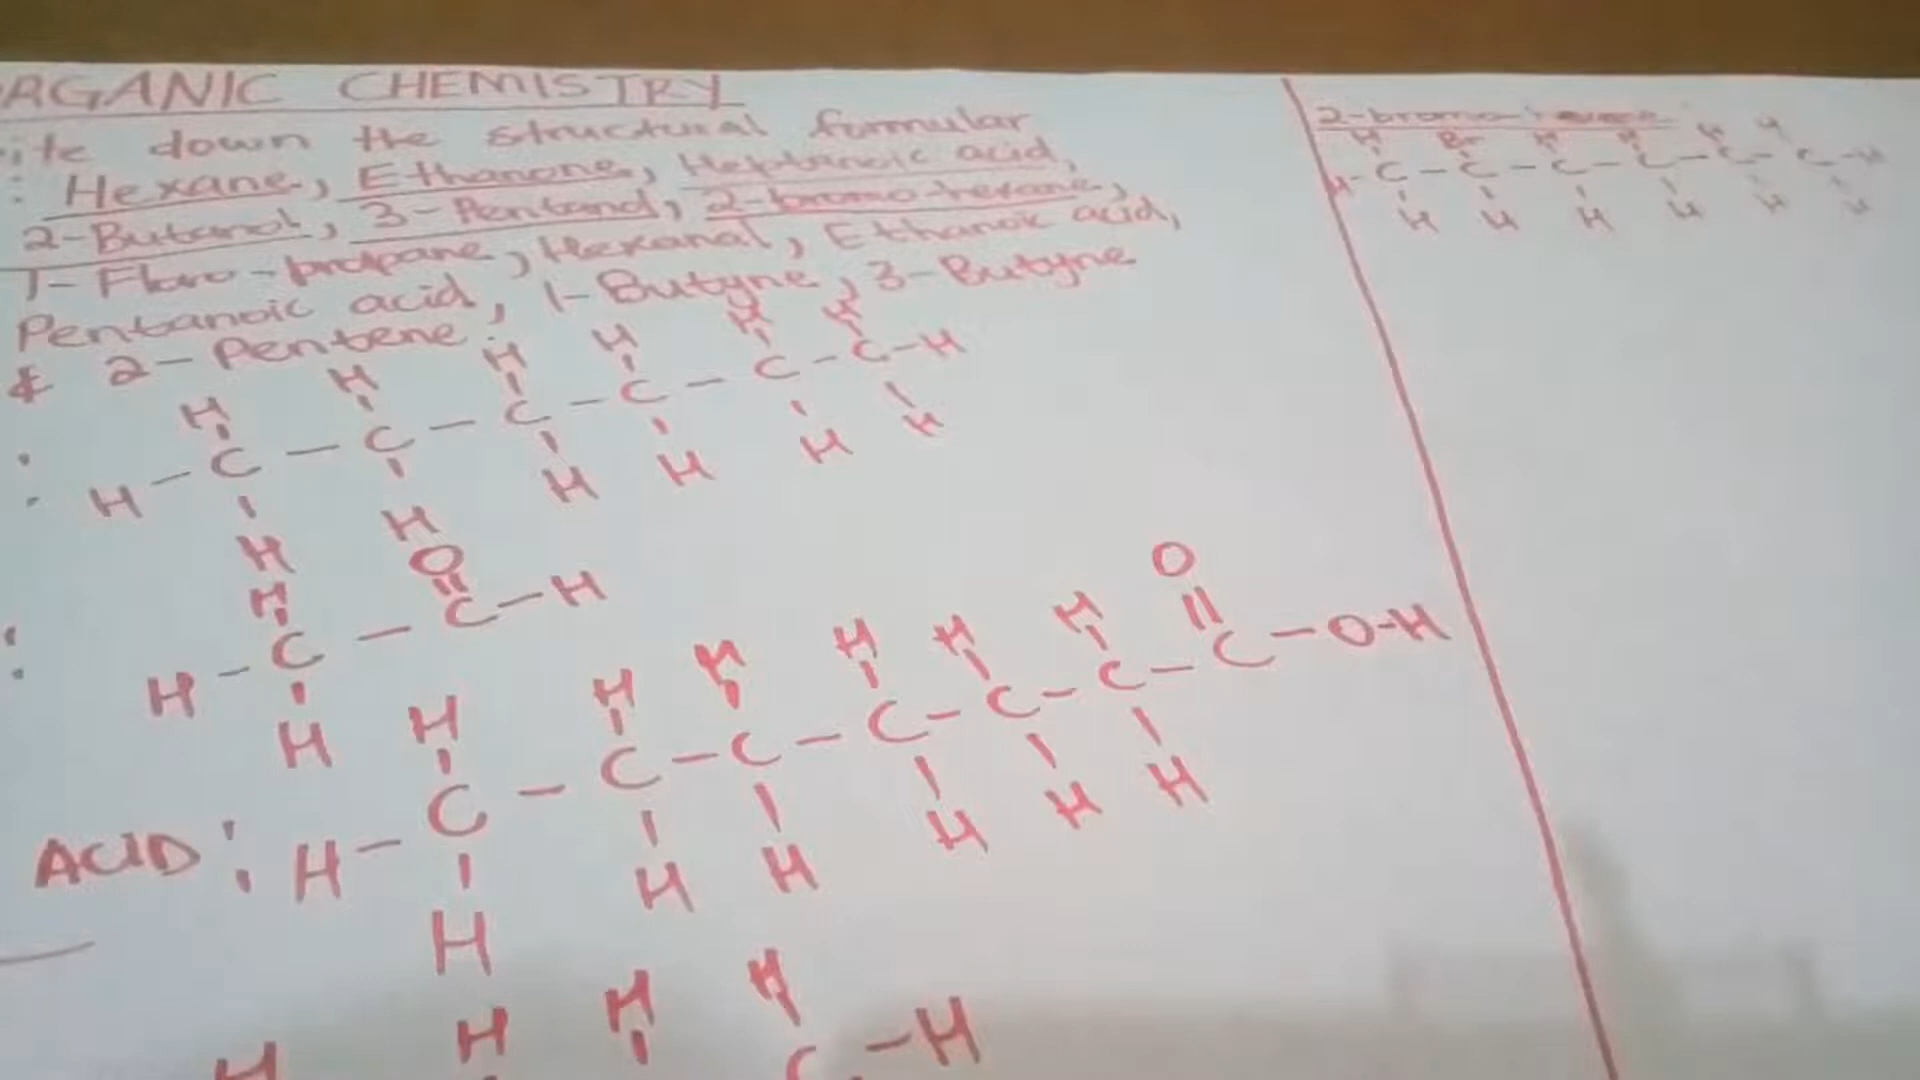 RGANIC CHEMISTRY
ite down the structural formular
: Hexane, Ethanone, Heptanoic acid,
2-Butanol, 3-Pentanol, 2-bromo-hexane,
1-Floro-propane, Hexanal, Ethanoic acid,
Pentanoic acid, 1-Butyne, 3-Butyne
& 2-Pentene.
H H H H H H
: H - C - C - C - C - C - C - H
H H H H H H
H O
: H - C - C - H
H
H H H H H H O
ACID: H - C - C - C - C - C - C - C - O-H
H H H H H H
H H H H
C - H
2-bromo-hexane
H Br H H H H
H - C - C - C - C - C - C - H
H H H H H H